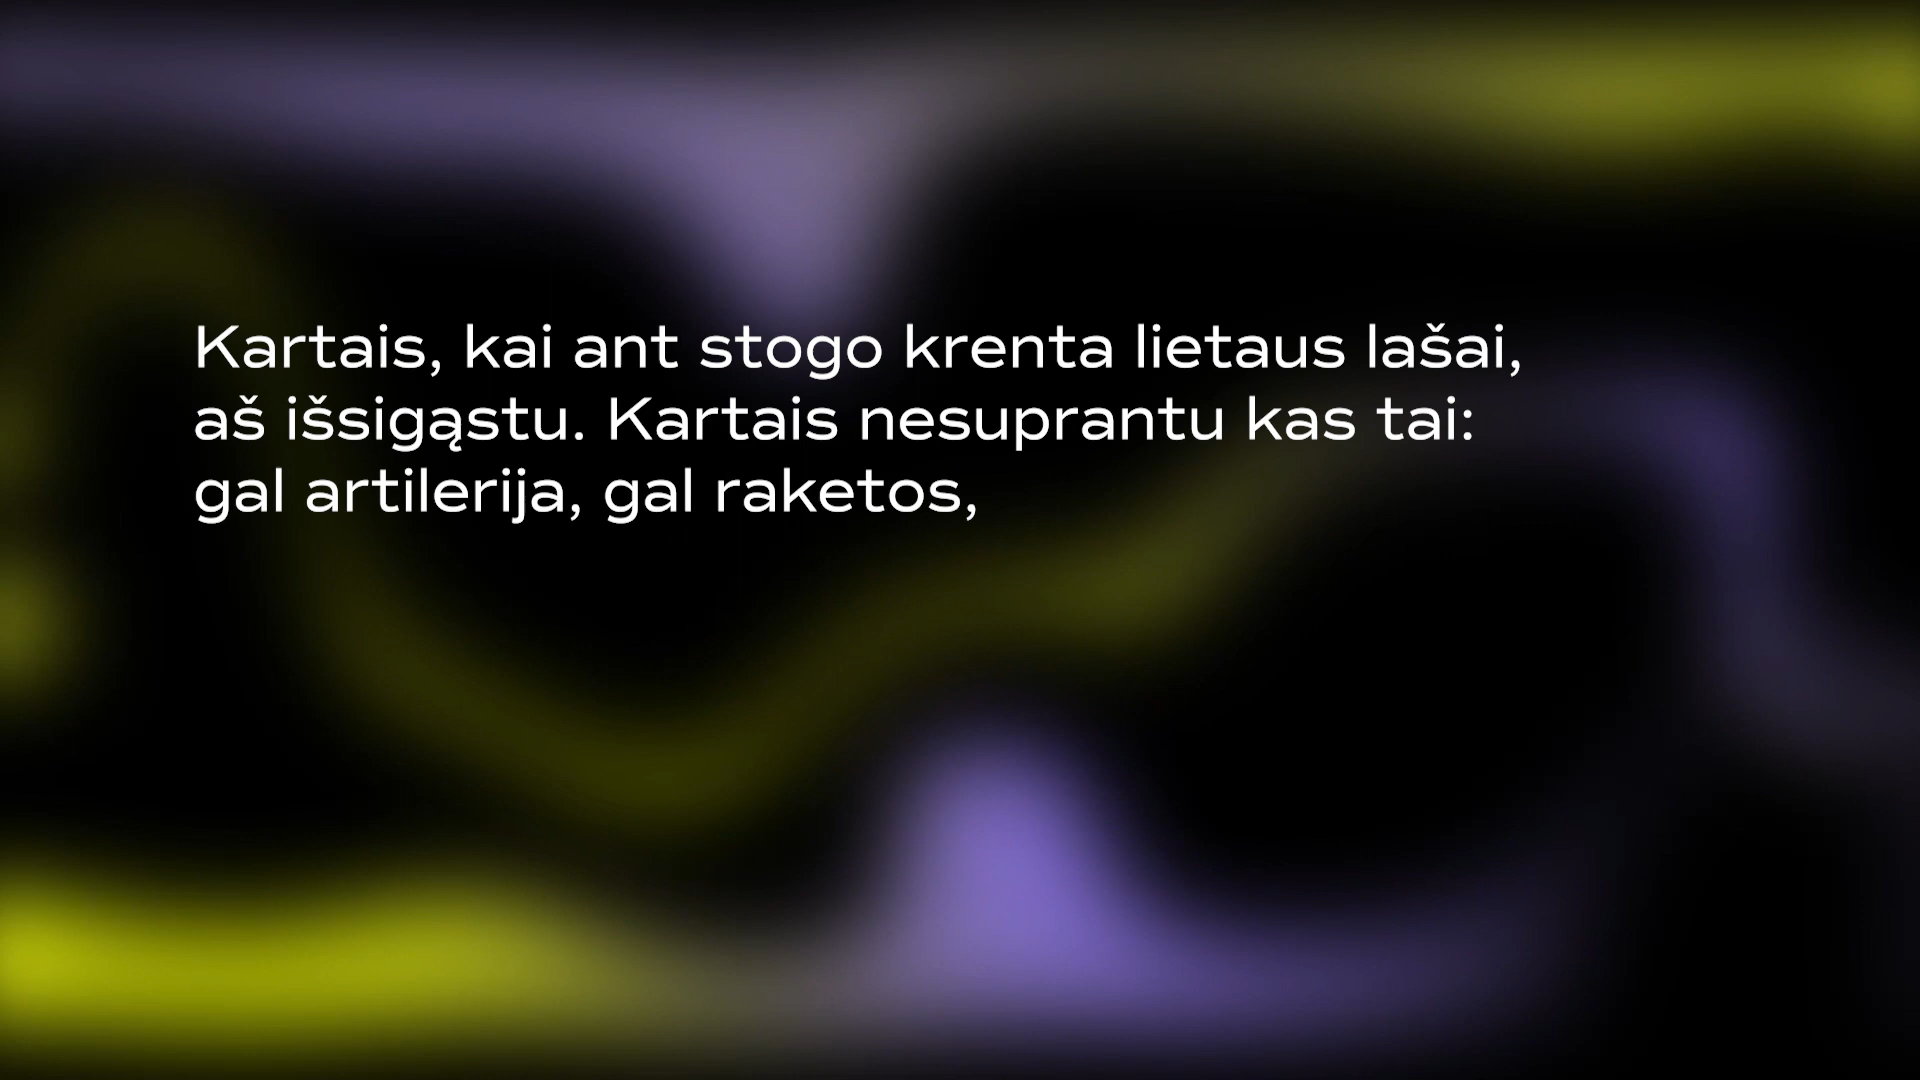 Kartais, kai ant stogo krenta lietaus lašai,
aš išsigąstu. Kartais nesuprantu kas tai:
gal artilerija, gal raketos,